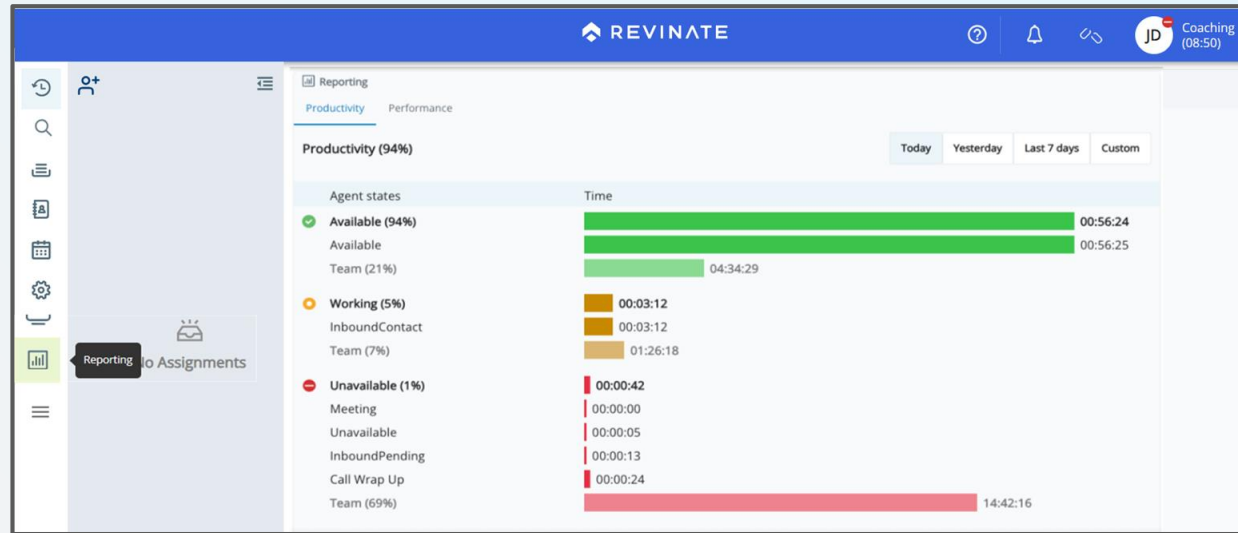 REVINATE
JD
Coaching
(08:50)
Reporting
Productivity Performance
Productivity (94%)
Today Yesterday Last 7 days Custom
Agent states Time
Available (94%) 00:56:24
Available 00:56:25
Team (21%) 04:34:29
Working (5%) 00:03:12
InboundContact 00:03:12
Team (7%) 01:26:18
Reporting
o Assignments
Unavailable (1%) 00:00:42
Meeting 00:00:00
Unavailable 00:00:05
InboundPending 00:00:13
Call Wrap Up 00:00:24
Team (69%) 14:42:16